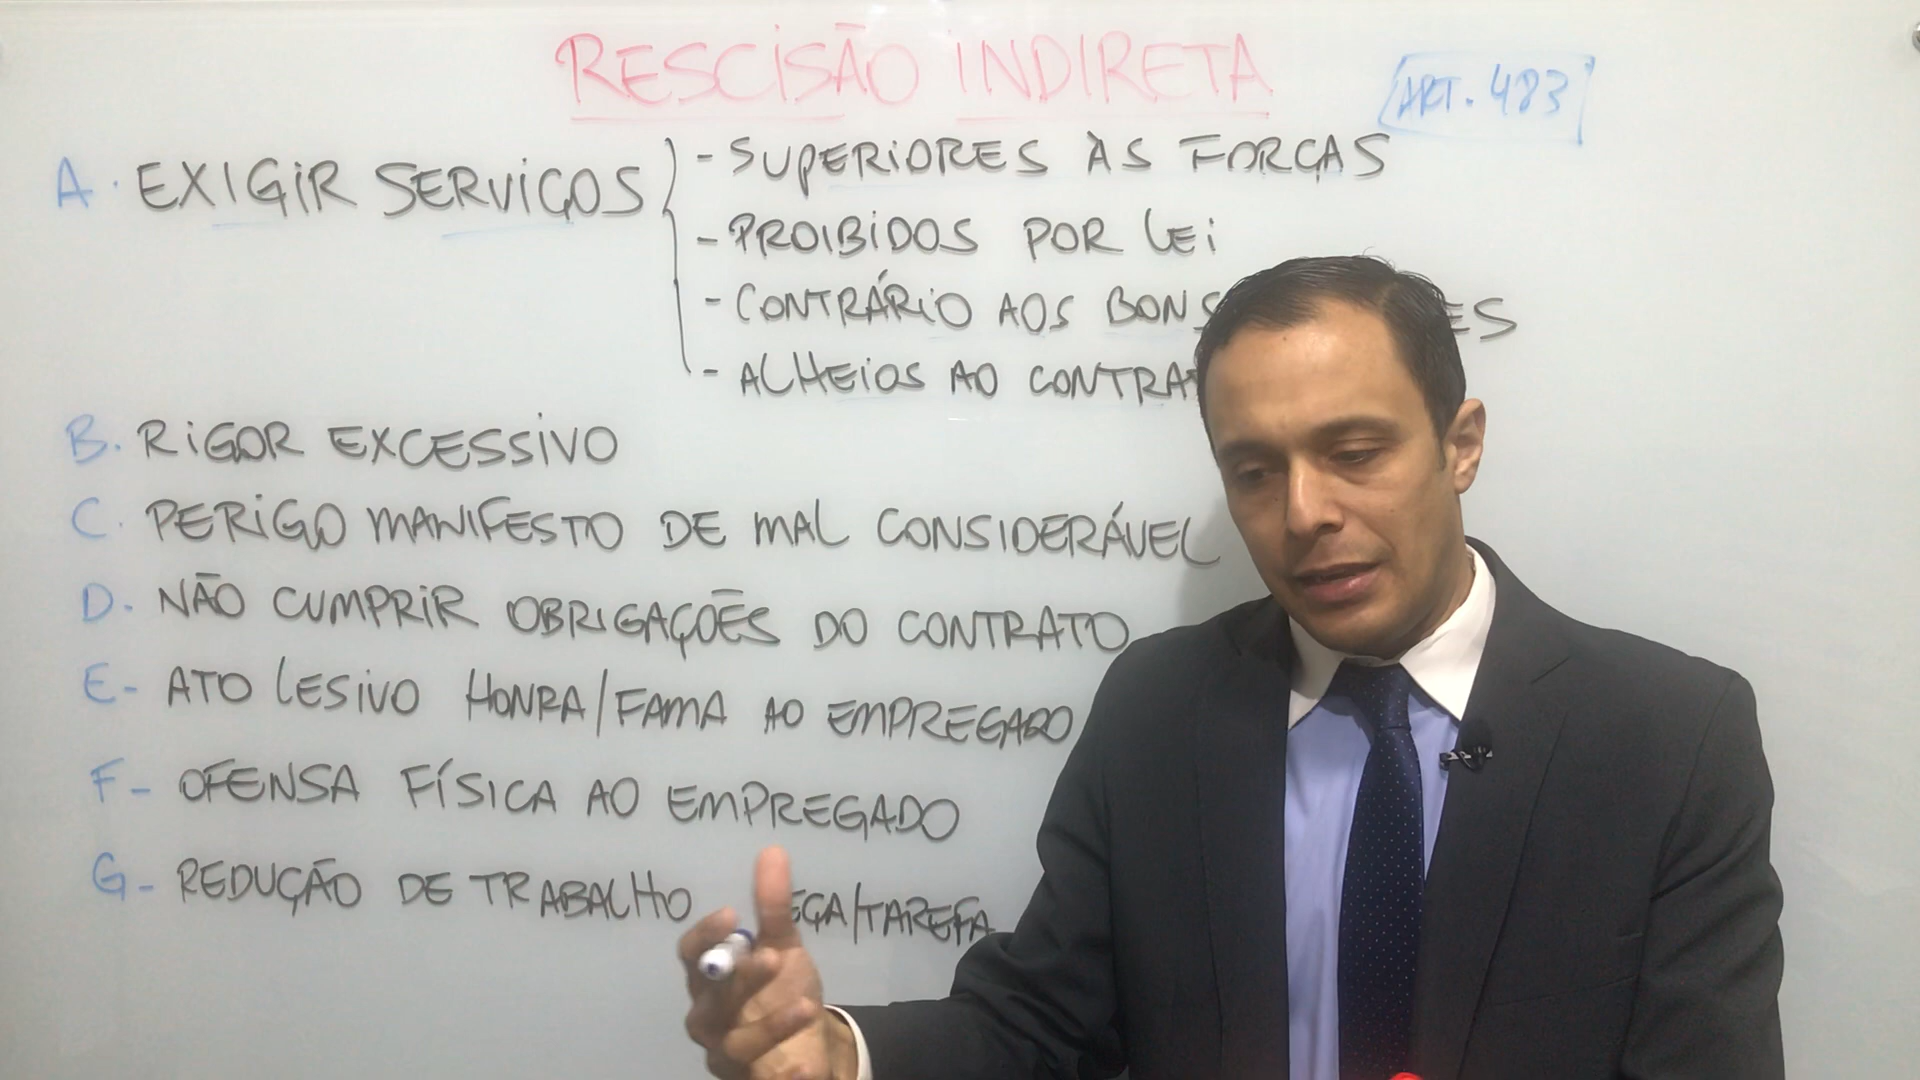 RESCISÃO INDIRETA
ART. 483
A. EXIGIR SERVIÇOS
- SUPERIORES ÀS FORÇAS
- PROIBIDOS POR LEI
- CONTRÁRIO AOS BONS
- ALHEIOS AO
B. RIGOR EXCESSIVO
C. PERIGO MANIFESTO DE MAL CONSIDERÁVEL
D. NÃO CUMPRIR OBRIGAÇÕES DO CONTRATO
E- ATO LESIVO HONRA/FAMA AO EMPREGADO
F- OFENSA FÍSICA AO EMPREGADO
G- REDUÇÃO DE TRABALHO /TAREFA